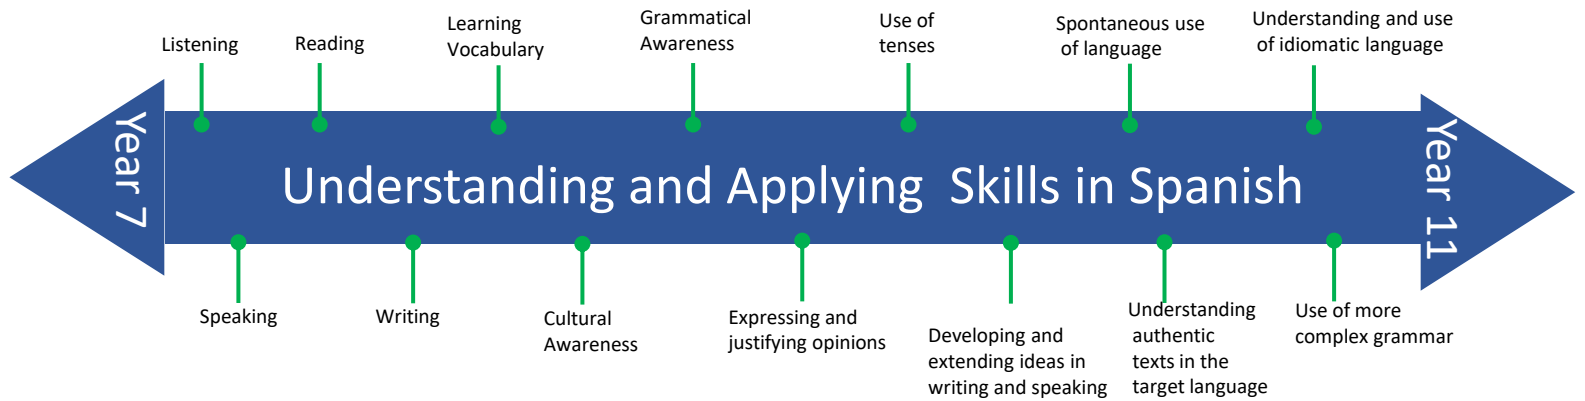 Listening
Reading
Learning
Vocabulary
Grammatical
Awareness
Use of
tenses
Spontaneous use
of language
Understanding and use
of idiomatic language
Year 7
Understanding and Applying Skills in Spanish
Year 11
Speaking
Writing
Cultural
Awareness
Expressing and
justifying opinions
Developing and
extending ideas in
writing and speaking
Understanding
authentic
texts in the
target language
Use of more
complex grammar